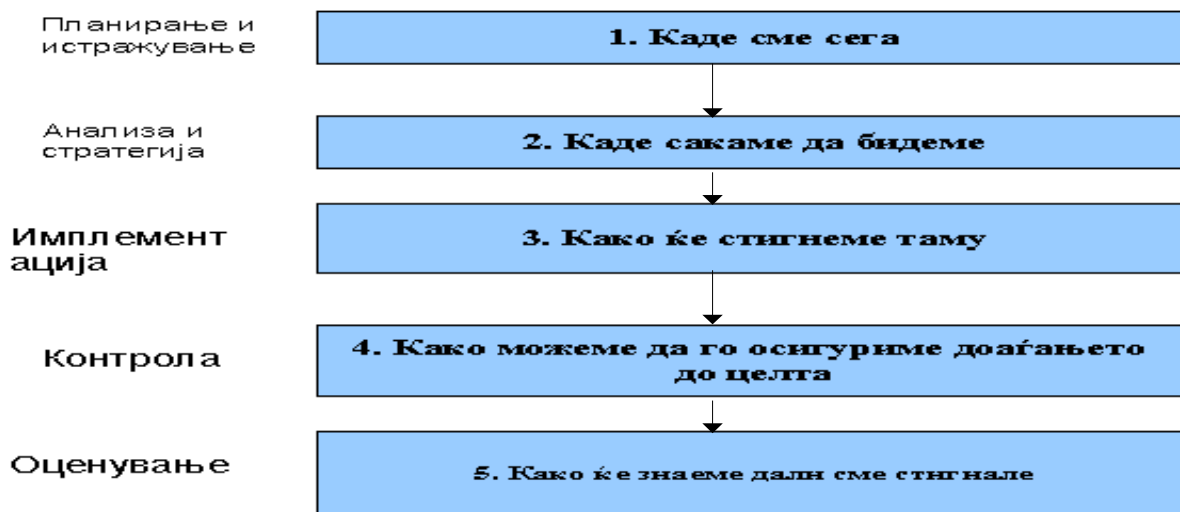 Планирање и
истражување
1. Каде сме сега
Анализа и
стратегија
2. Каде сакаме да бидеме
Имплемент
ација
3. Како ќе стигнеме таму
Контрола
4. Како можеме да го осигуриме доаѓањето
до целта
Оценување
5. Како ќе знаеме дали сме стигнале